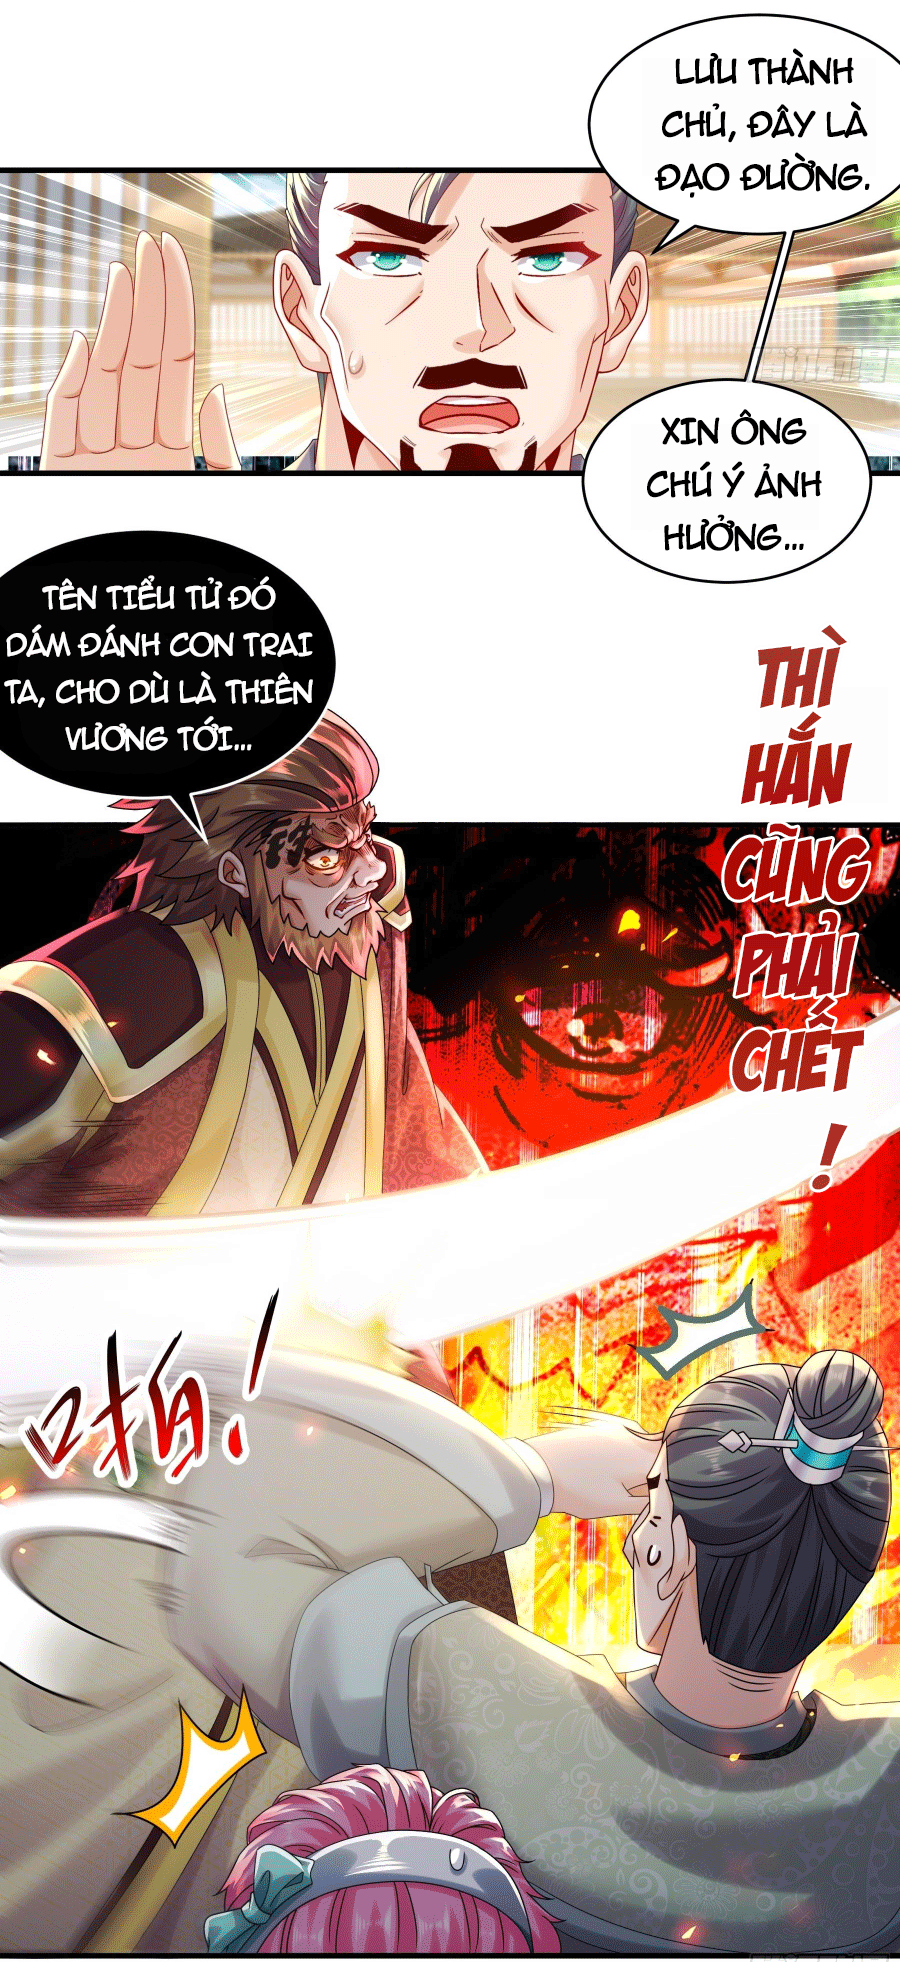 LƯU THÀNH
CHỦ, ĐÂY LÀ
ĐẠO ĐƯỜNG.
XIN ÔNG
CHÚ Ý ẢNH
HƯỞNG...
TÊN TIỂU TỬ ĐÓ
DÁM ĐÁNH CON TRAI
TA, CHO DÙ LÀ THIÊN
VƯƠNG TỚI...
THÌ
HẮN
CŨNG
PHẢI
CHẾT
!
啪!